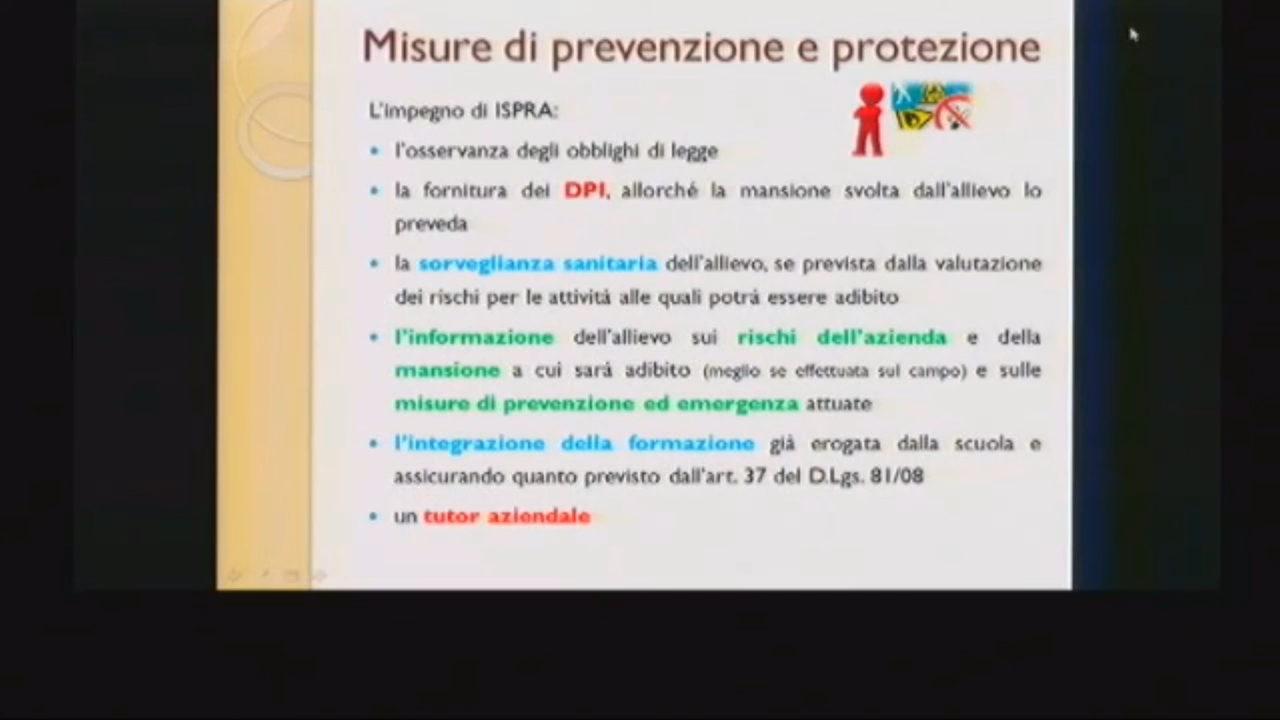 Misure di prevenzione e protezione
L'impegno di ISPRA:
• l'osservanza degli obblighi di legge
• la fornitura dei DPI, allorché la mansione svolta dall'allievo lo
preveda
• la sorveglianza sanitaria dell'allievo, se prevista dalla valutazione
dei rischi per le attività alle quali potrà essere adibito
• l'informazione dell'allievo sui rischi dell'azienda e della
mansione a cui sarà adibito (meglio se effettuata sul campo) e sulle
misure di prevenzione ed emergenza attuate
• l'integrazione della formazione già erogata dalla scuola e
assicurando quanto previsto dall'art. 37 del D.Lgs. 81/08
• un tutor aziendale